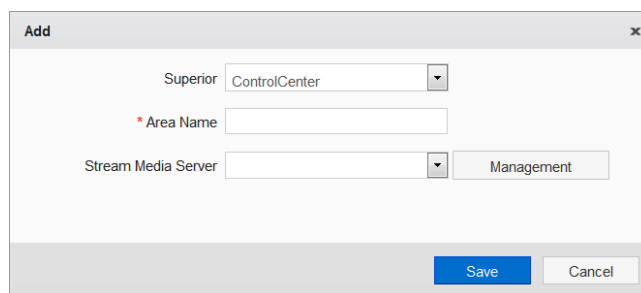 Add x
Superior ControlCenter
* Area Name
Stream Media Server Management
Save Cancel